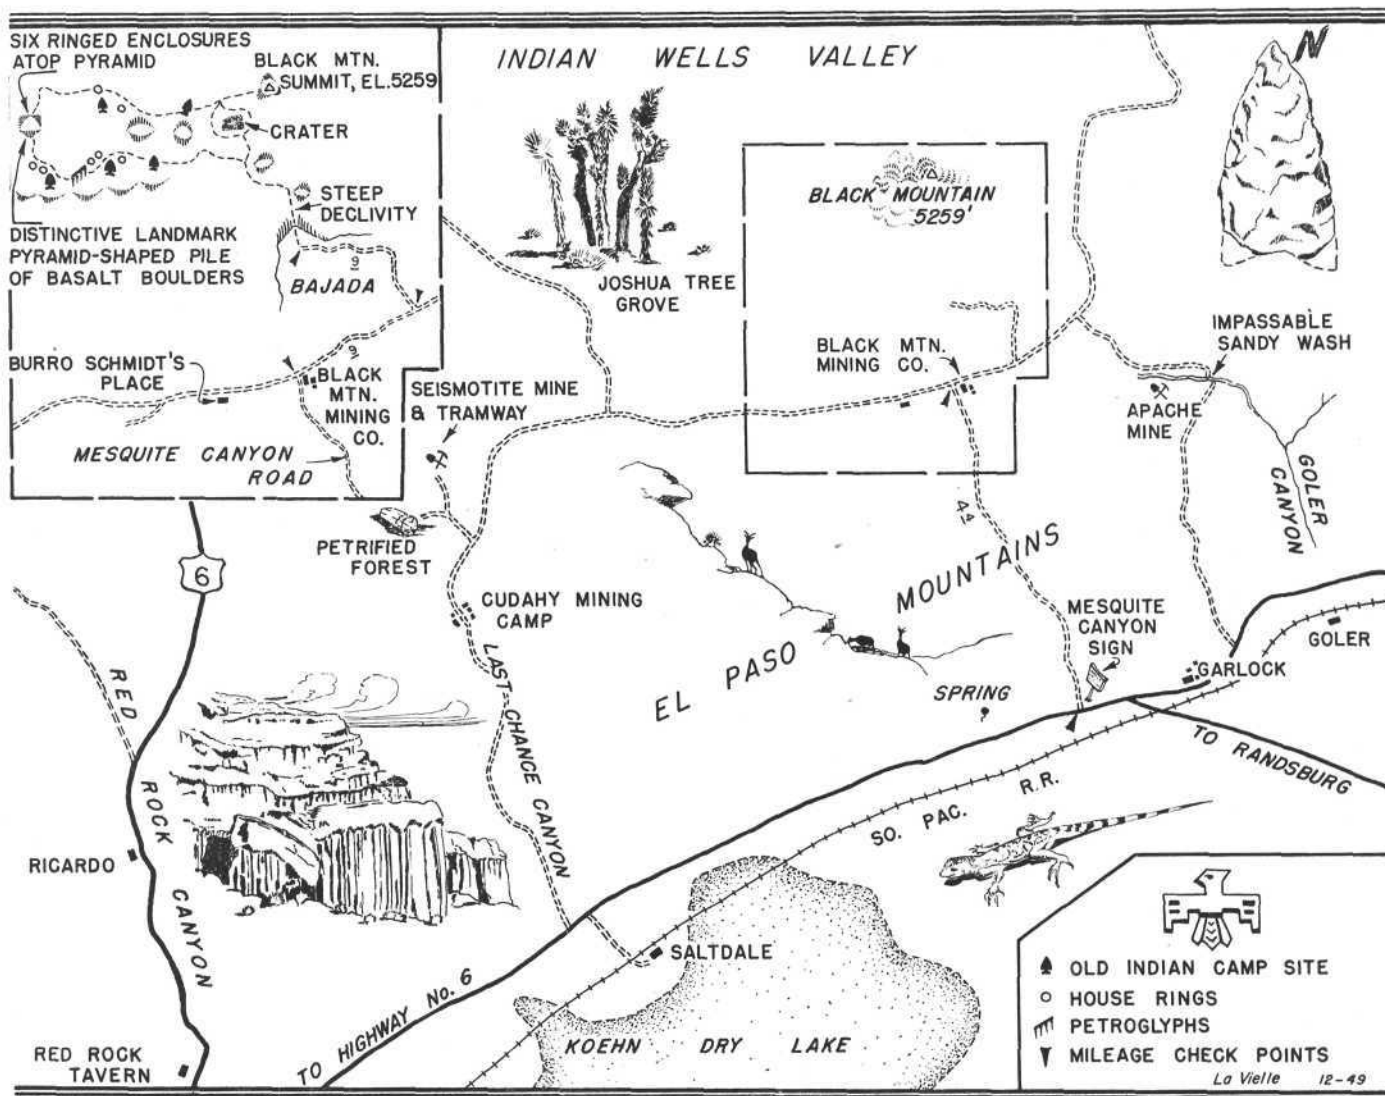 SIX RINGED ENCLOSURES
ATOP PYRAMID
BLACK MTN.
SUMMIT, EL. 5259
CRATER
STEEP
DECLIVITY
DISTINCTIVE LANDMARK
PYRAMID-SHAPED PILE
OF BASALT BOULDERS
BAJADA
.9
.9
BURRO SCHMIDT'S
PLACE
BLACK
MTN.
MINING
CO.
MESQUITE CANYON
ROAD
INDIAN WELLS VALLEY
N
JOSHUA TREE
GROVE
BLACK MOUNTAIN
5259'
BLACK MTN.
MINING CO.
IMPASSABLE
SANDY WASH
APACHE
MINE
GOLER
CANYON
SEISMOTITE MINE
& TRAMWAY
PETRIFIED
FOREST
6
CUDAHY MINING
CAMP
4.4
EL PASO MOUNTAINS
MESQUITE
CANYON
SIGN
GOLER
GARLOCK
SPRING
TO RANDSBURG
LAST CHANCE CANYON
RED ROCK CANYON
SO. PAC. R.R.
RICARDO
SALTDALE
TO HIGHWAY No. 6
KOEHN DRY LAKE
RED ROCK
TAVERN
OLD INDIAN CAMP SITE
HOUSE RINGS
PETROGLYPHS
MILEAGE CHECK POINTS
La Vielle 12-49